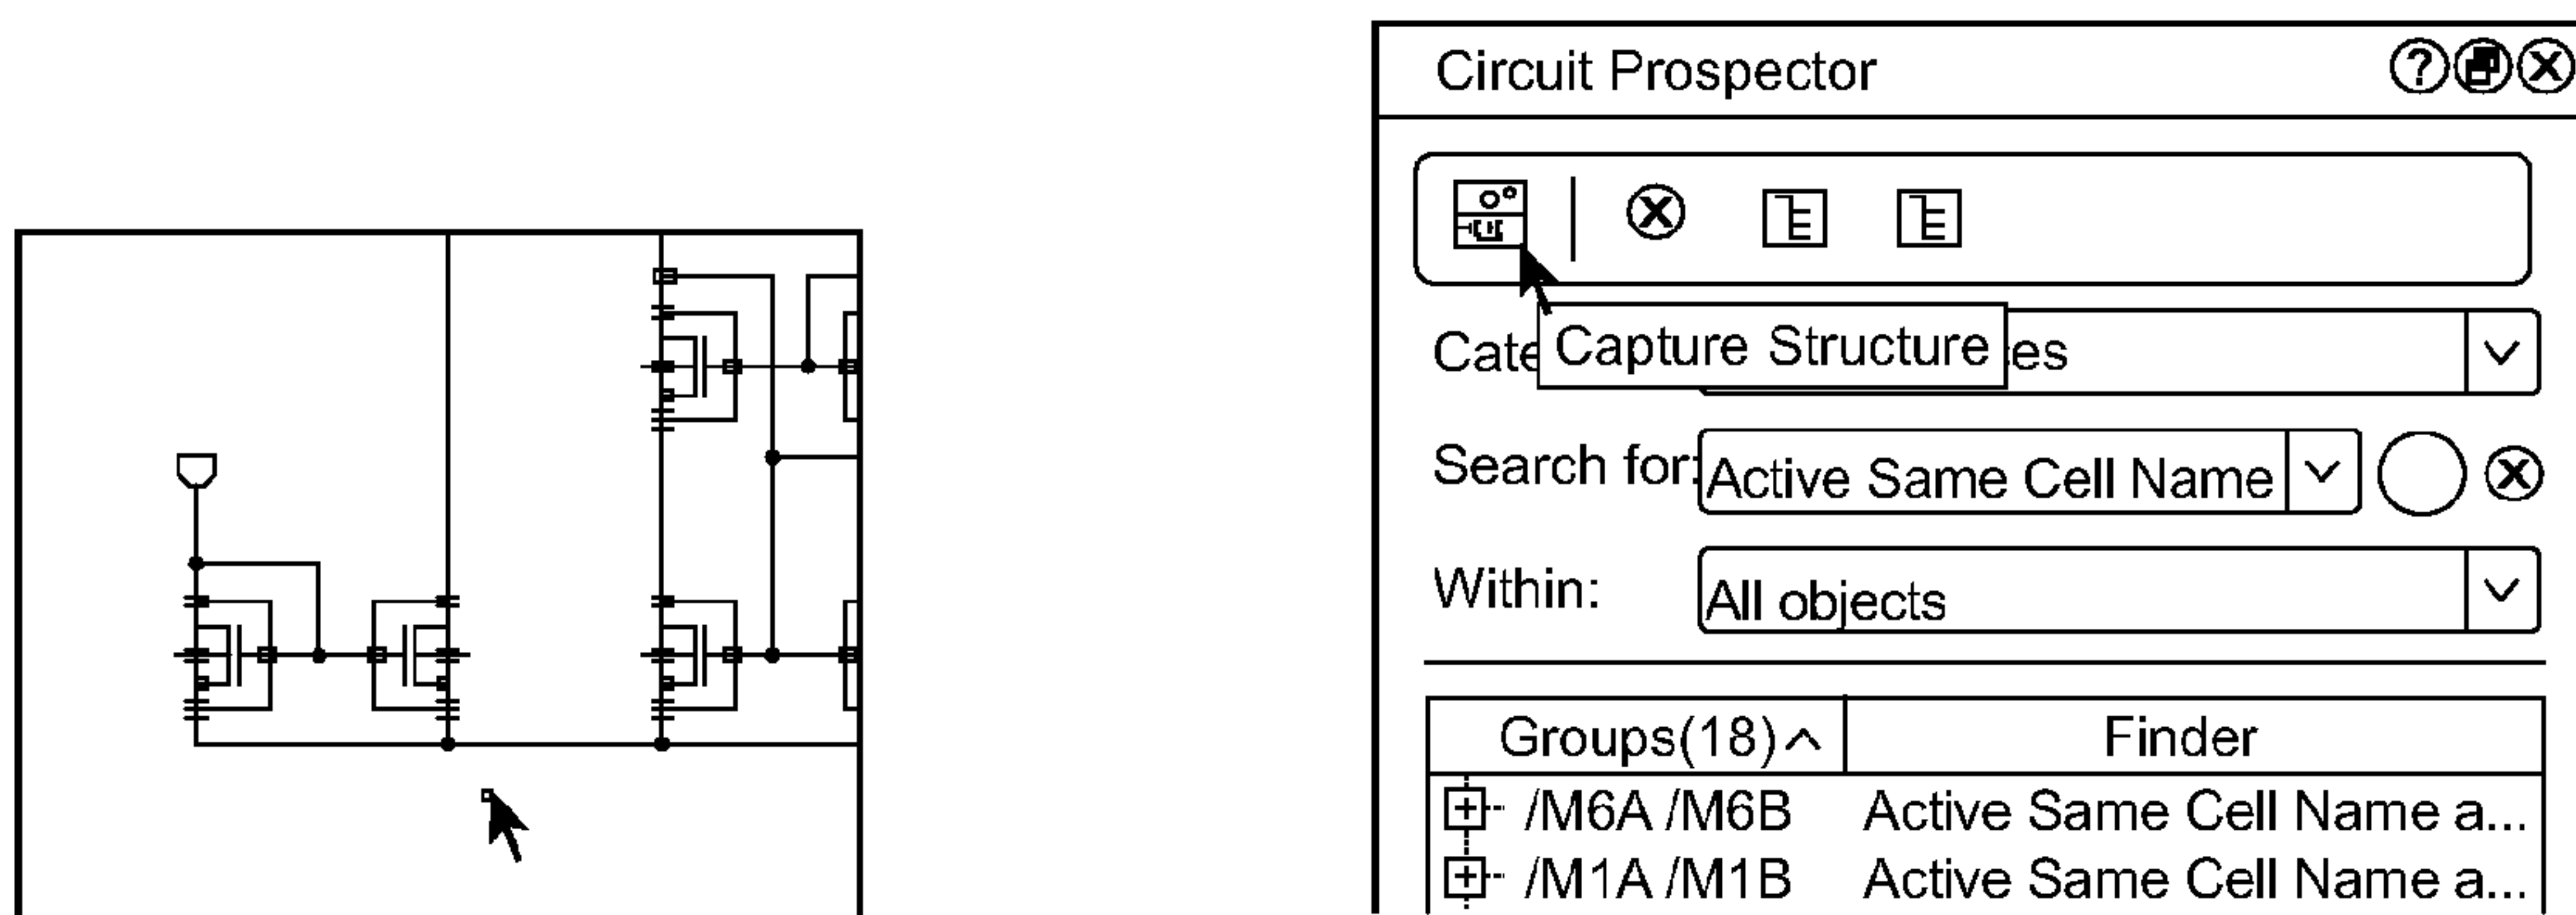 Circuit Prospector
Cate Capture Structure es
Search for: Active Same Cell Name
Within: All objects
Groups(18) Finder
/M6A /M6B Active Same Cell Name a...
/M1A /M1B Active Same Cell Name a...